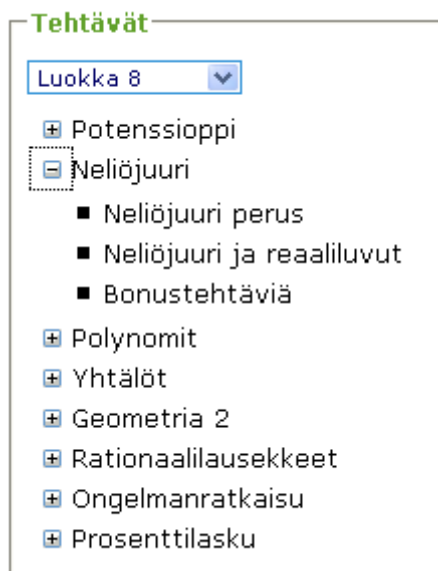 Tehtävät
Luokka 8
Potenssioppi
Neliöjuuri
Neliöjuuri perus
Neliöjuuri ja reaaliluvut
Bonustehtäviä
Polynomit
Yhtälöt
Geometria 2
Rationaalilausekkeet
Ongelmanratkaisu
Prosenttilasku